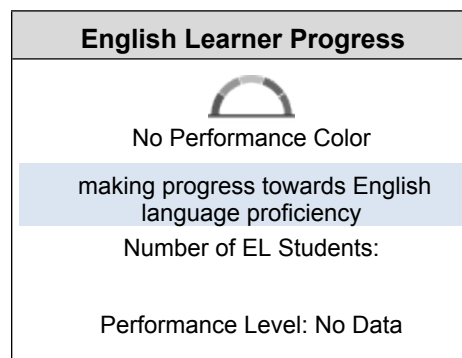 English Learner Progress
No Performance Color
making progress towards English
language proficiency
Number of EL Students:
Performance Level: No Data